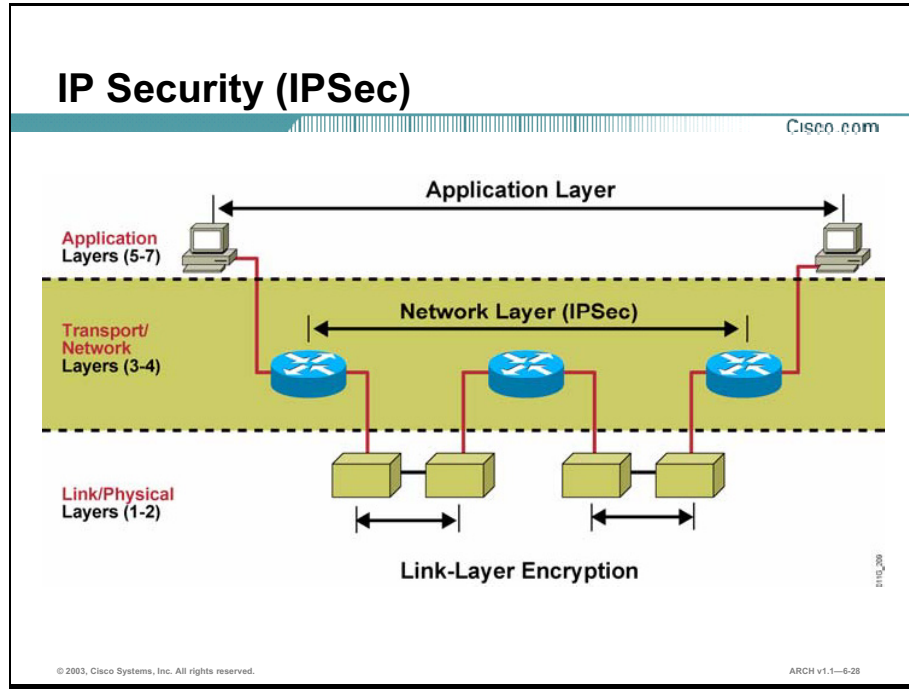 IP Security (IPSec)
Cisco.com
Application Layer
Application
Layers (5-7)
Network Layer (IPSec)
Transport/
Network
Layers (3-4)
Link/Physical
Layers (1-2)
Link-Layer Encryption
011G_209
© 2003, Cisco Systems, Inc. All rights reserved.
ARCH v1.1—6-28